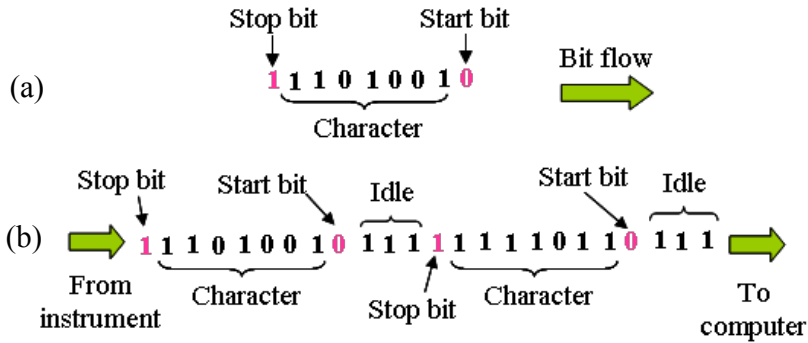 Stop bit Start bit
Bit flow
(a) 1 1 1 0 1 0 0 1 0
Character
Stop bit Start bit Idle Start bit Idle
(b) 1 1 1 0 1 0 0 1 0 1 1 1 1 1 1 1 1 0 1 1 0 1 1 1
From instrument Character Stop bit Character To computer